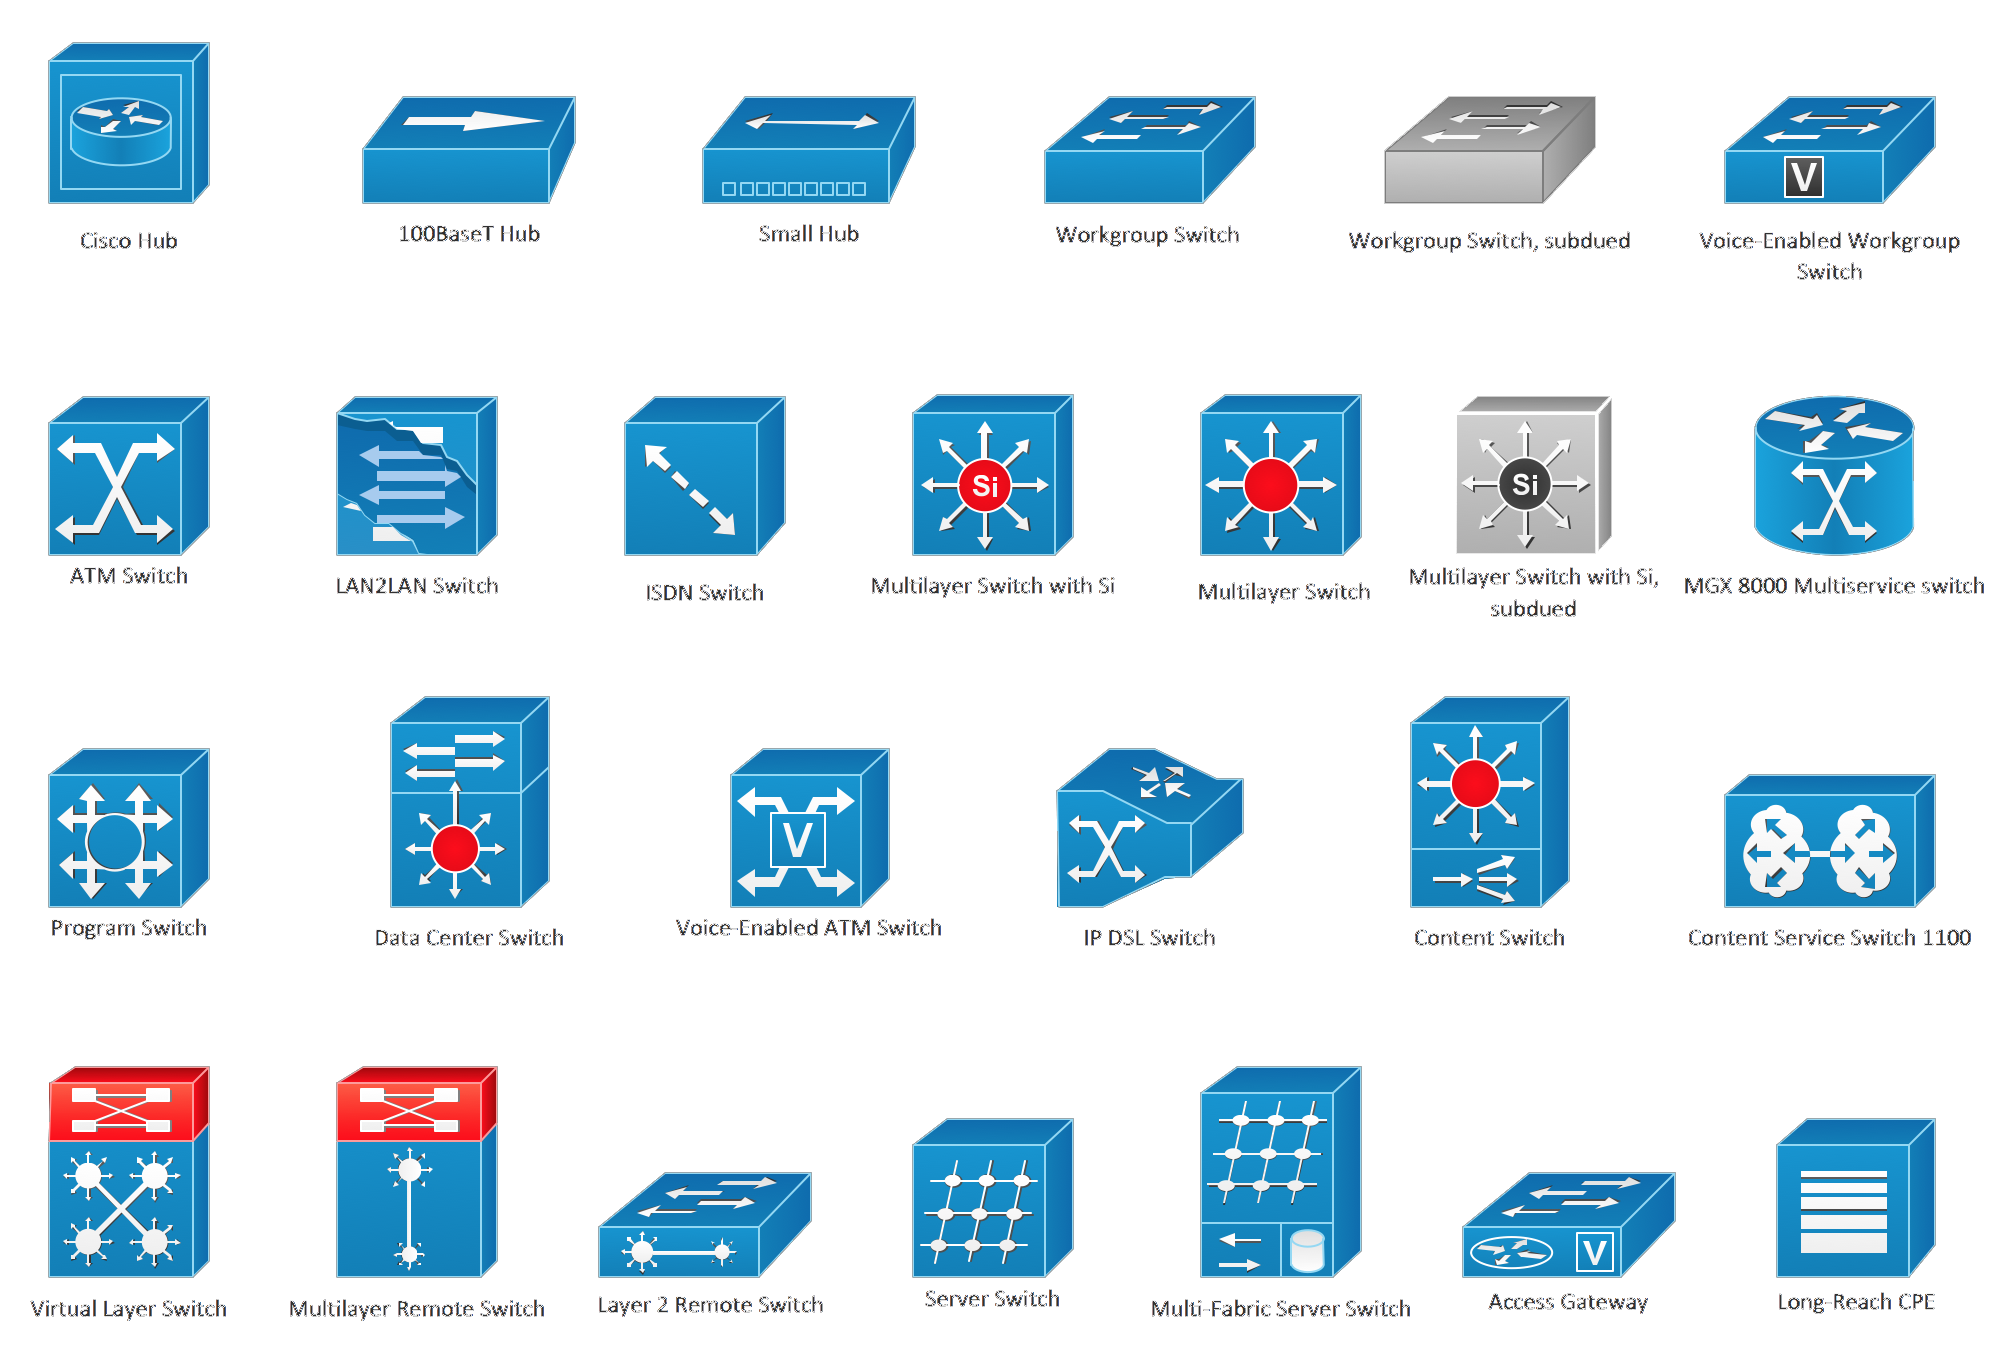 Cisco Hub
100BaseT Hub
Small Hub
Workgroup Switch
Workgroup Switch, subdued
V
Voice-Enabled Workgroup
Switch
ATM Switch
LAN2LAN Switch
ISDN Switch
Si
Multilayer Switch with Si
Multilayer Switch
Si
Multilayer Switch with Si,
subdued
MGX 8000 Multiservice switch
Program Switch
Data Center Switch
V
Voice-Enabled ATM Switch
IP DSL Switch
Content Switch
Content Service Switch 1100
Virtual Layer Switch
Multilayer Remote Switch
Layer 2 Remote Switch
Server Switch
Multi-Fabric Server Switch
V
Access Gateway
Long-Reach CPE